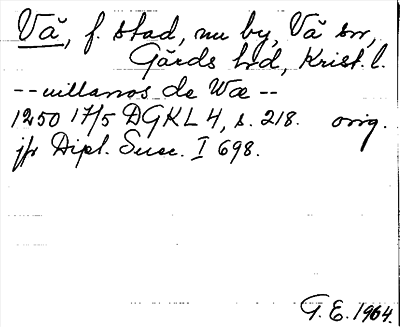 Vä, f. stad, nu by, Vä sn,
Gärds hd, Krist. l.
-- uillanos de Wæ --
1250 17/5 DGKL 4, s. 218. orig.
jfr Dipl. Suec. I 698.
G. E. 1964.